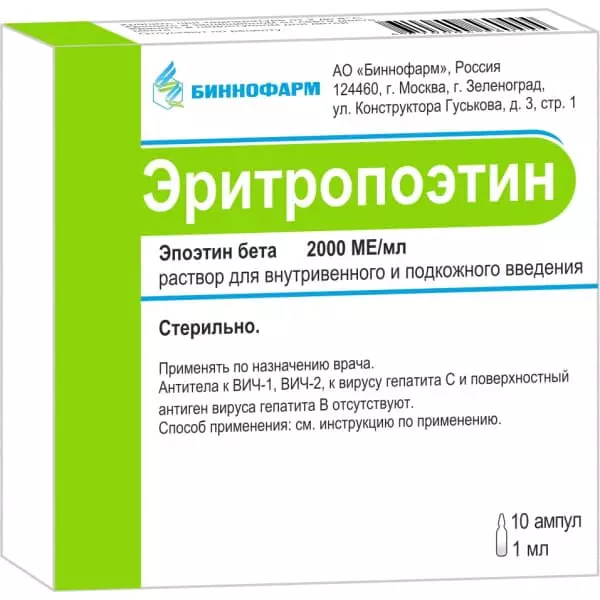 БИННОФАРМ
АО «Биннофарм», Россия
124460, г. Москва, г. Зеленоград,
ул. Конструктора Гуськова, д. 3, стр. 1
Эритропоэтин
Эпоэтин бета 2000 МЕ/мл
раствор для внутривенного и подкожного введения
Стерильно.
Применять по назначению врача.
Антитела к ВИЧ-1, ВИЧ-2, к вирусу гепатита С и поверхностный
антиген вируса гепатита В отсутствуют.
Способ применения: см. инструкцию по применению.
10 ампул
1 мл